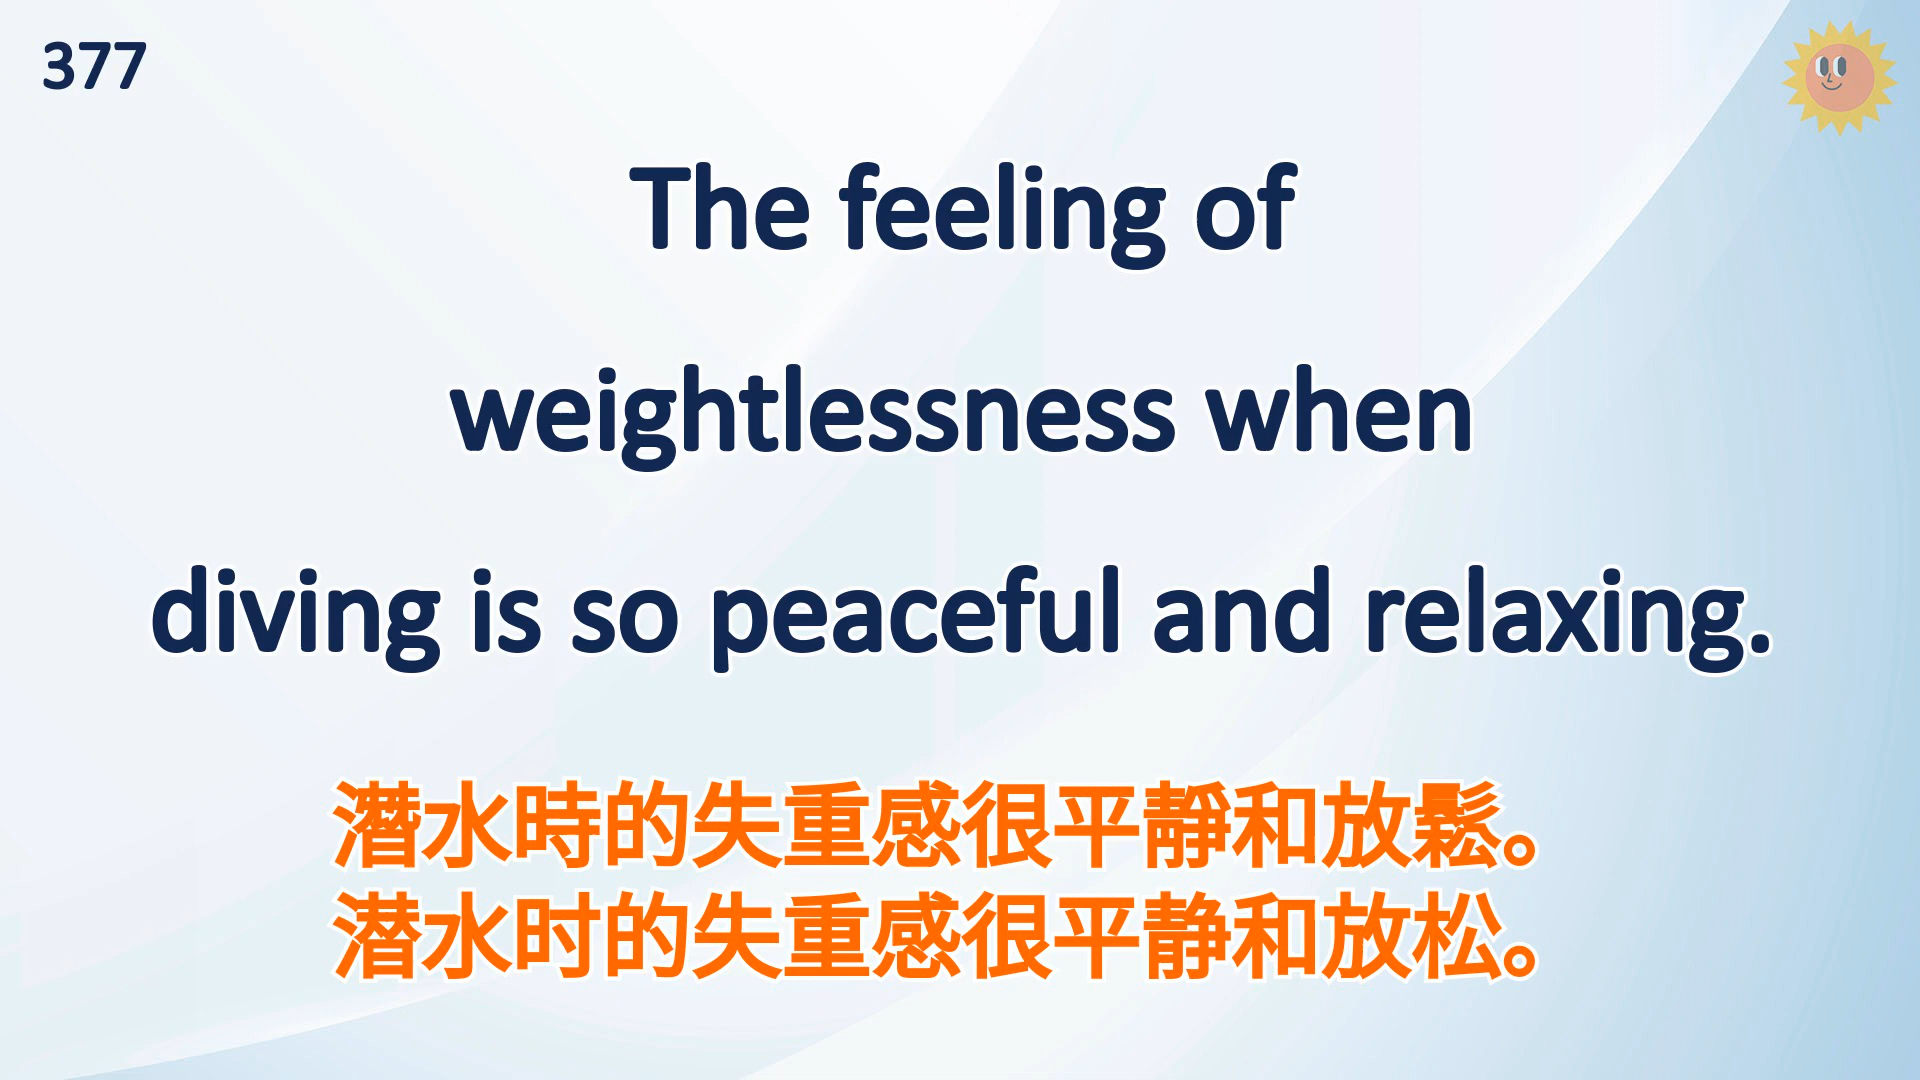 377
The feeling of
weightlessness when
diving is so peaceful and relaxing.
潛水時的失重感很平靜和放鬆。
潜水时的失重感很平静和放松。